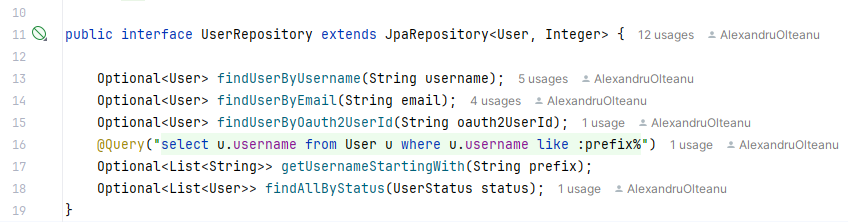 10
11 public interface UserRepository extends JpaRepository<User, Integer> { 12 usages AlexandruOlteanu
12
13 Optional<User> findUserByUsername(String username); 5 usages AlexandruOlteanu
14 Optional<User> findUserByEmail(String email); 4 usages AlexandruOlteanu
15 Optional<User> findUserByOauth2UserId(String oauth2UserId); 1 usage AlexandruOlteanu
16 @Query("select u.username from User u where u.username like :prefix%") 1 usage AlexandruOlteanu
17 Optional<List<String>> getUsernameStartingWith(String prefix);
18 Optional<List<User>> findAllByStatus(UserStatus status); 1 usage AlexandruOlteanu
19 }